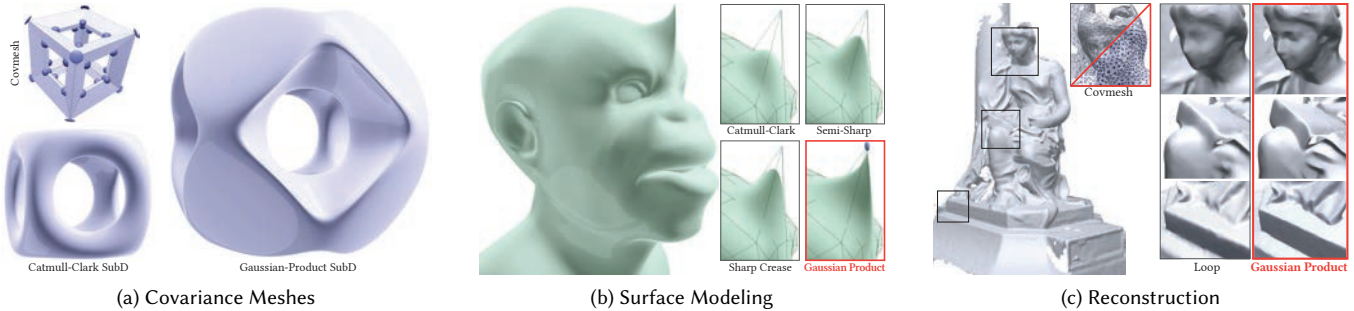 Covmesh
Catmull-Clark SubD
Gaussian-Product SubD
(a) Covariance Meshes
Catmull-Clark
Semi-Sharp
Sharp Crease
Gaussian Product
(b) Surface Modeling
Covmesh
Loop
Gaussian Product
(c) Reconstruction